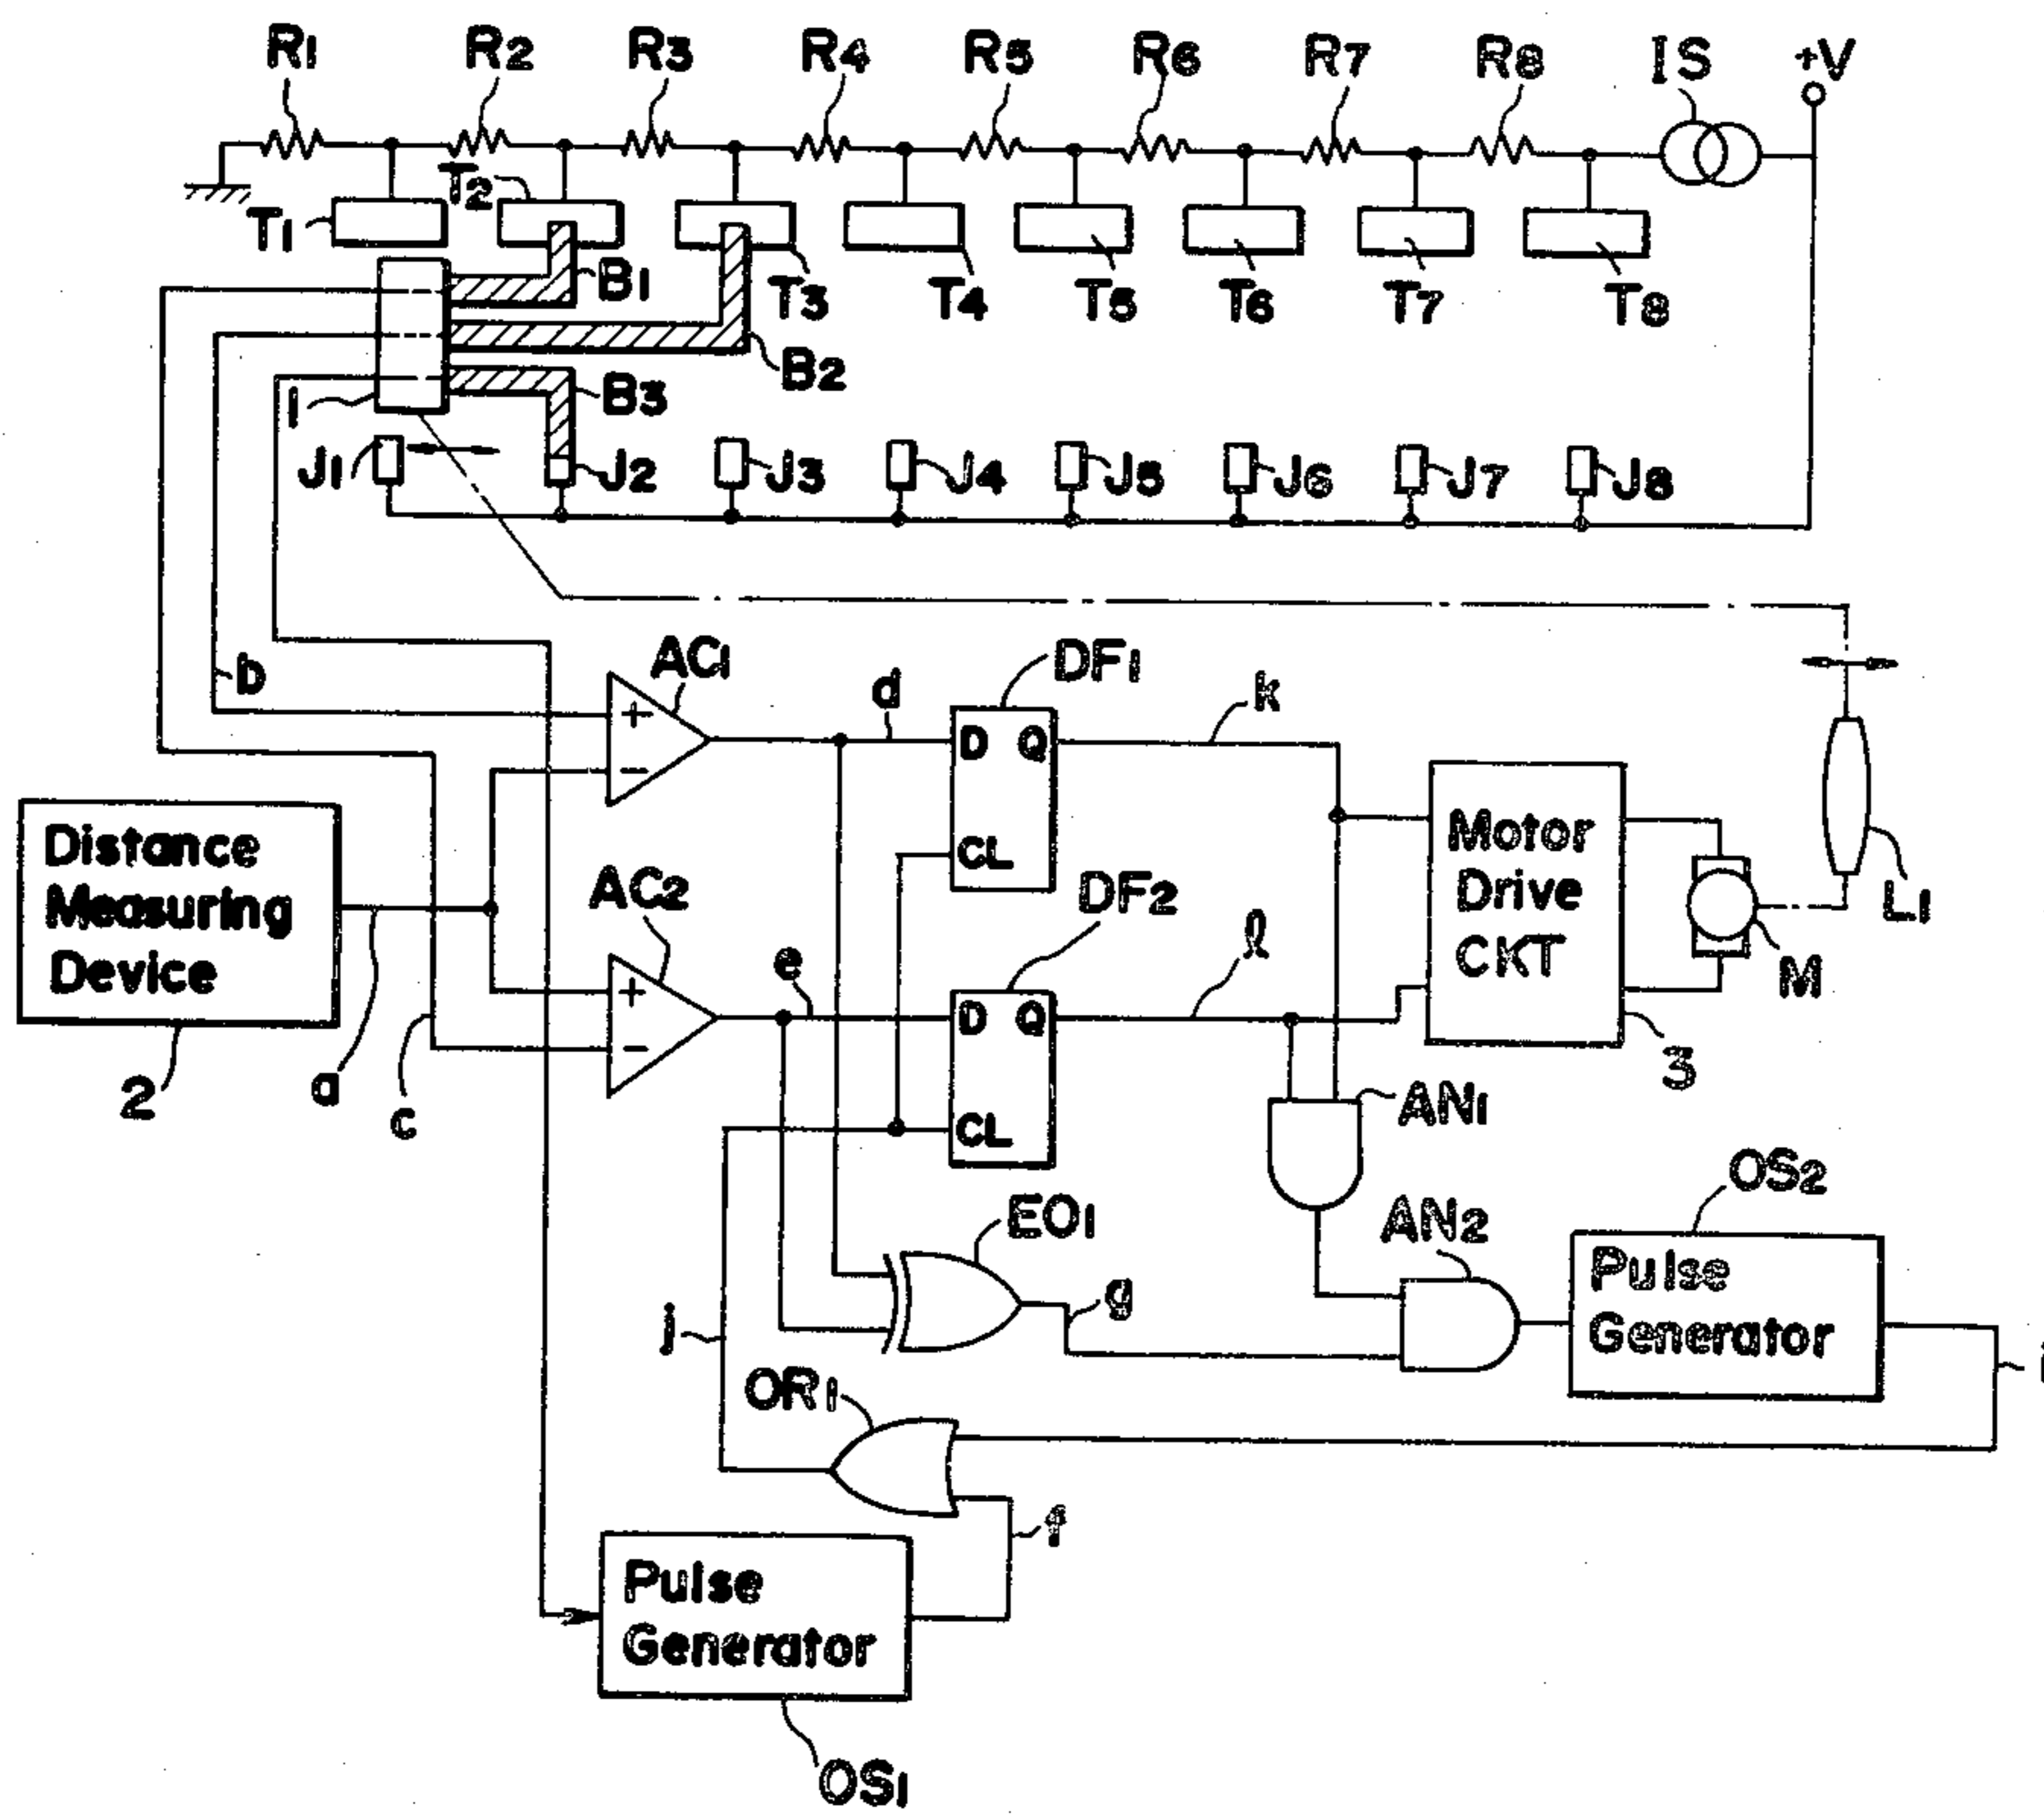 R1 R2 R3 R4 R5 R6 R7 R8 IS +V
T1 T2 B1 T3 T4 T5 T6 T7 T8
B2
1 B3
J1 J2 J3 J4 J5 J6 J7 J8
b AC1 d DF1 k
+
−
D Q
CL
Distance
Measuring
Device
2 a c
AC2 e DF2 ℓ
+
−
D Q
CL
Motor
Drive
CKT
3 M L1
AN1
EO1 AN2 OS2
g
Pulse
Generator
j
OR1
f
Pulse
Generator
OS1